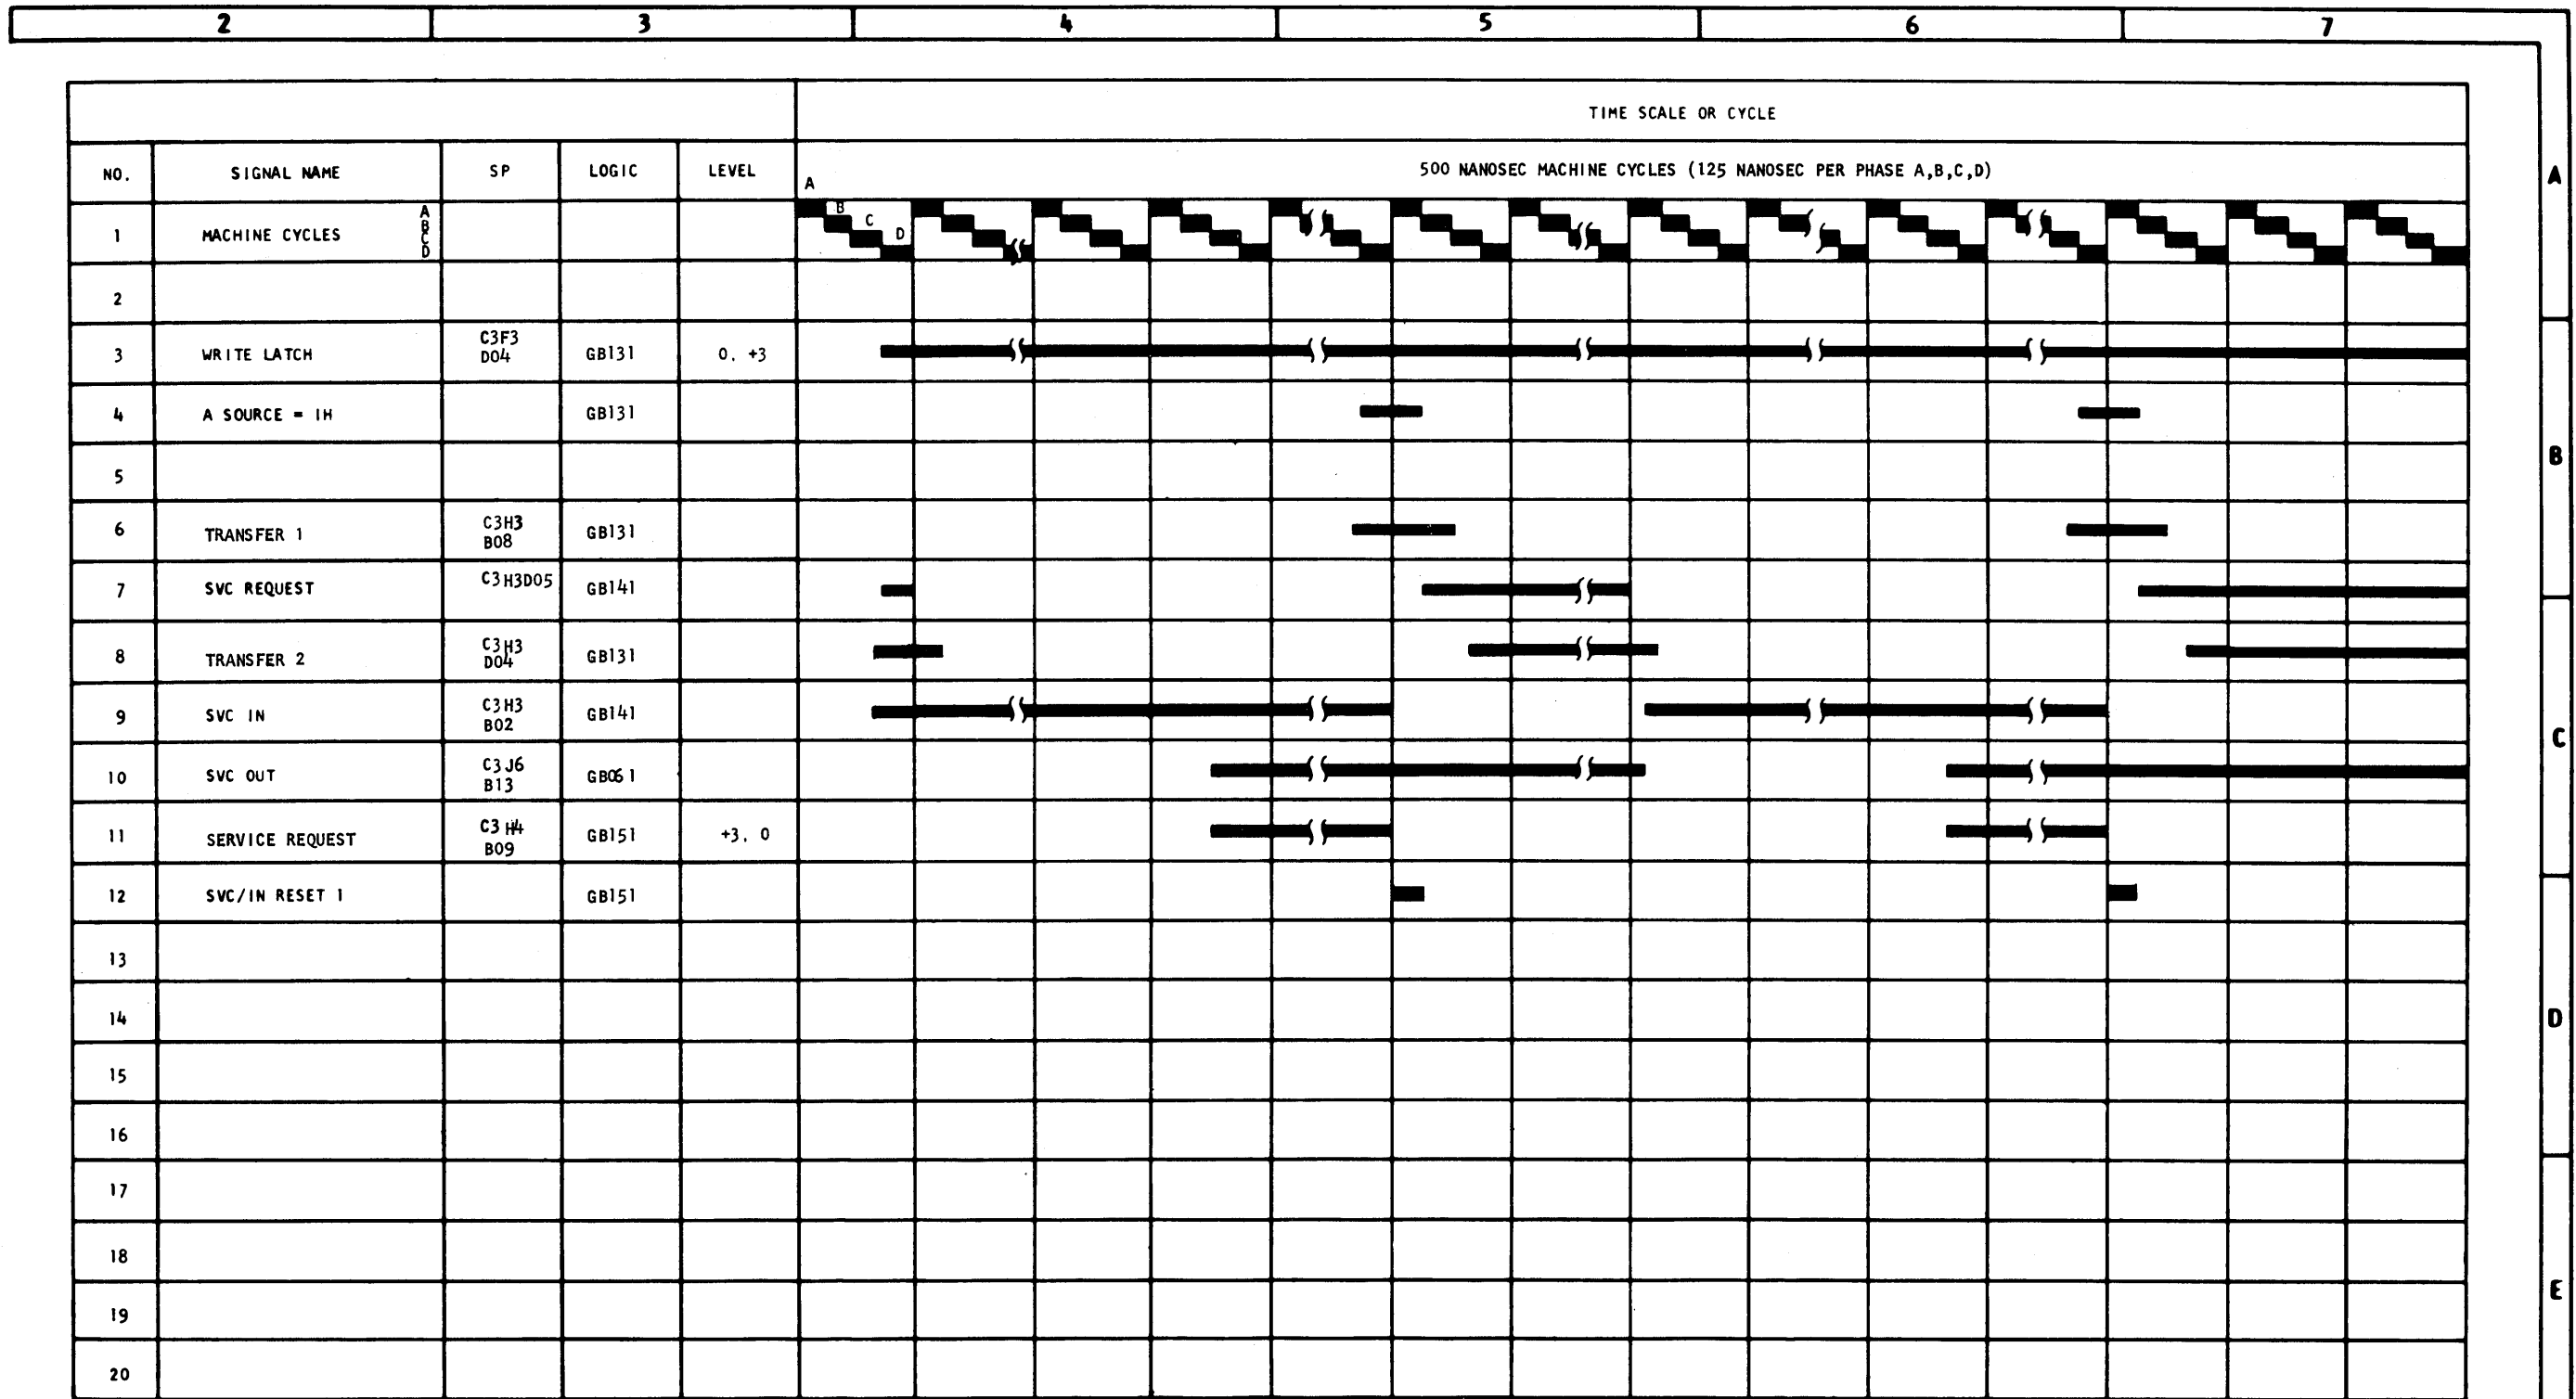 2 3 4 5 6 7
TIME SCALE OR CYCLE
NO. SIGNAL NAME SP LOGIC LEVEL 500 NANOSEC MACHINE CYCLES (125 NANOSEC PER PHASE A,B,C,D)
A
A
1 MACHINE CYCLES A B C D B C D
2
3 WRITE LATCH C3F3 D04 GB131 0, +3
4 A SOURCE = IH GB131
B
5
6 TRANSFER 1 C3H3 B08 GB131
7 SVC REQUEST C3H3D05 GB141
8 TRANSFER 2 C3H3 D04 GB131
9 SVC IN C3H3 B02 GB141
C
10 SVC OUT C3J6 B13 GB061
11 SERVICE REQUEST C3H4 B09 GB151 +3, 0
12 SVC/IN RESET 1 GB151
13
14
D
15
16
17
18
19
E
20